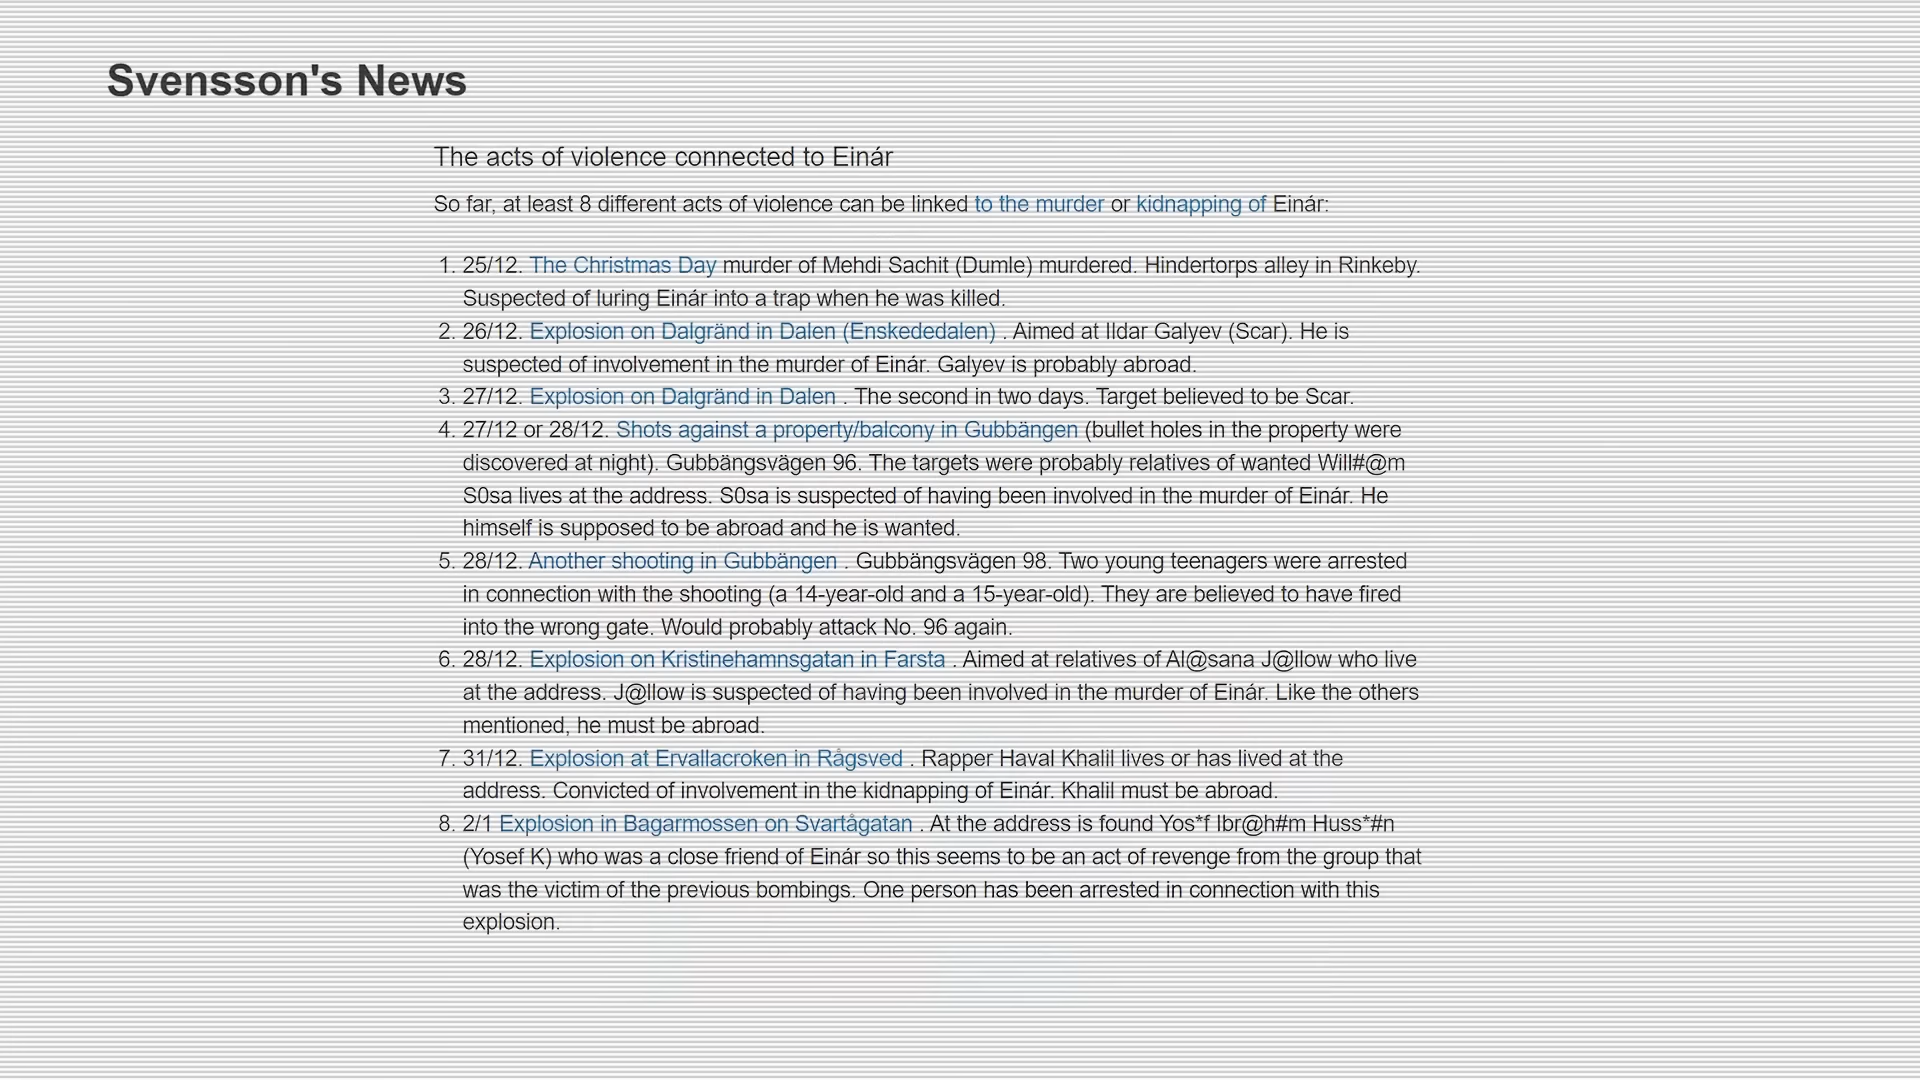 Svensson's News
The acts of violence connected to Einár
So far, at least 8 different acts of violence can be linked to the murder or kidnapping of Einár:
1. 25/12. The Christmas Day murder of Mehdi Sachit (Dumle) murdered. Hindertorps alley in Rinkeby.
Suspected of luring Einár into a trap when he was killed.
2. 26/12. Explosion on Dalgränd in Dalen (Enskededalen) . Aimed at Ildar Galyev (Scar). He is
suspected of involvement in the murder of Einár. Galyev is probably abroad.
3. 27/12. Explosion on Dalgränd in Dalen . The second in two days. Target believed to be Scar.
4. 27/12 or 28/12. Shots against a property/balcony in Gubbängen (bullet holes in the property were
discovered at night). Gubbängsvägen 96. The targets were probably relatives of wanted Will#@m
S0sa lives at the address. S0sa is suspected of having been involved in the murder of Einár. He
himself is supposed to be abroad and he is wanted.
5. 28/12. Another shooting in Gubbängen . Gubbängsvägen 98. Two young teenagers were arrested
in connection with the shooting (a 14-year-old and a 15-year-old). They are believed to have fired
into the wrong gate. Would probably attack No. 96 again.
6. 28/12. Explosion on Kristinehamnsgatan in Farsta . Aimed at relatives of Al@sana J@llow who live
at the address. J@llow is suspected of having been involved in the murder of Einár. Like the others
mentioned, he must be abroad.
7. 31/12. Explosion at Ervallacroken in Rågsved . Rapper Haval Khalil lives or has lived at the
address. Convicted of involvement in the kidnapping of Einár. Khalil must be abroad.
8. 2/1 Explosion in Bagarmossen on Svartågatan . At the address is found Yos*f Ibr@h#m Huss*#n
(Yosef K) who was a close friend of Einár so this seems to be an act of revenge from the group that
was the victim of the previous bombings. One person has been arrested in connection with this
explosion.